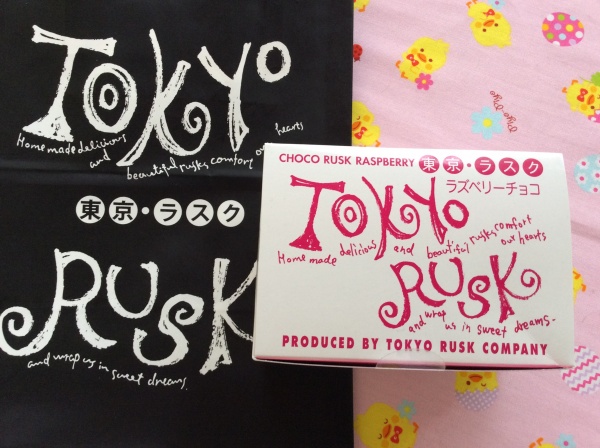 TOKYO
Home made delicious
and
beautiful rusks comfort our hearts
東京・ラスク
RUSK
and wrap us in sweet dreams.
CHOCO RUSK RASPBERRY 東京・ラスク
ラズベリーチョコ
TOKYO
Home made delicious and beautiful rusks comfort
our hearts
RUSK
and wrap us in sweet dreams.
PRODUCED BY TOKYO RUSK COMPANY